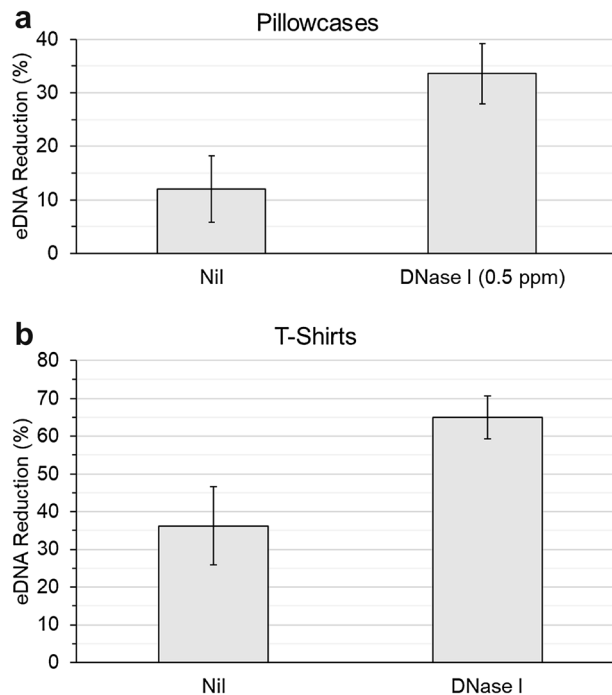 a
Pillowcases
eDNA Reduction (%)
40
30
20
10
0
Nil
DNase I (0.5 ppm)
b
T-Shirts
eDNA Reduction (%)
80
70
60
50
40
30
20
10
0
Nil
DNase I